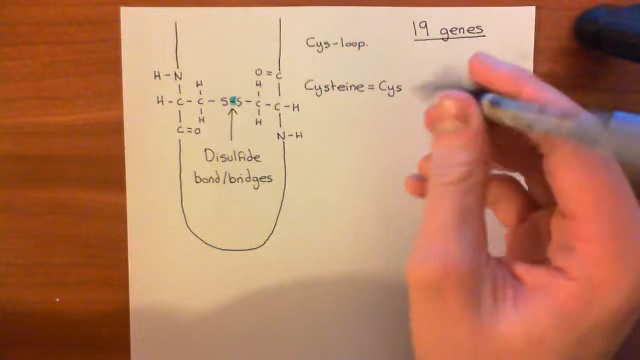 19 genes
Cys-loop.
Cysteine = Cys
H-N
H
H-C-C-S-S-C-C-H
H
C=O
O=C
H
H
N-H
Disulfide
bond/bridges